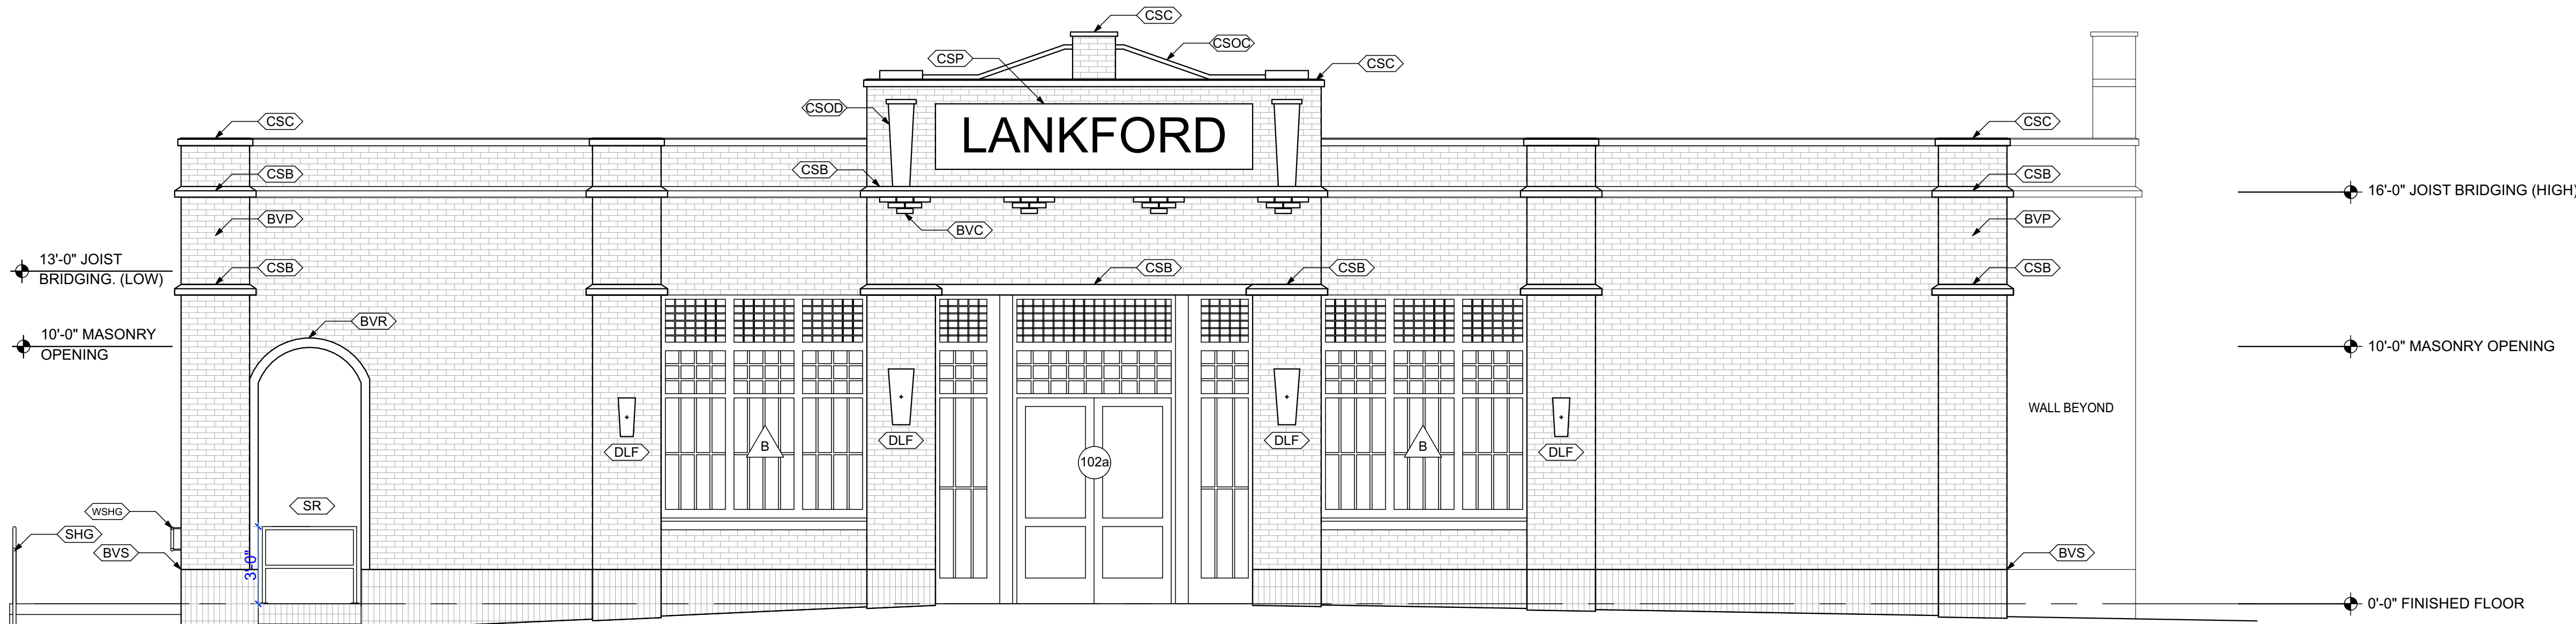 CSC
CSOC
CSP
CSC
CSOD
LANKFORD
CSC
CSC
CSB
CSB
CSB
16'-0" JOIST BRIDGING (HIGH)
BVP
BVP
BVC
13'-0" JOIST
BRIDGING. (LOW)
CSB
CSB
CSB
CSB
BVR
10'-0" MASONRY
OPENING
10'-0" MASONRY OPENING
WALL BEYOND
DLF
B
DLF
102a
DLF
B
DLF
SR
WSHG
SHG
BVS
3'-0"
BVS
0'-0" FINISHED FLOOR